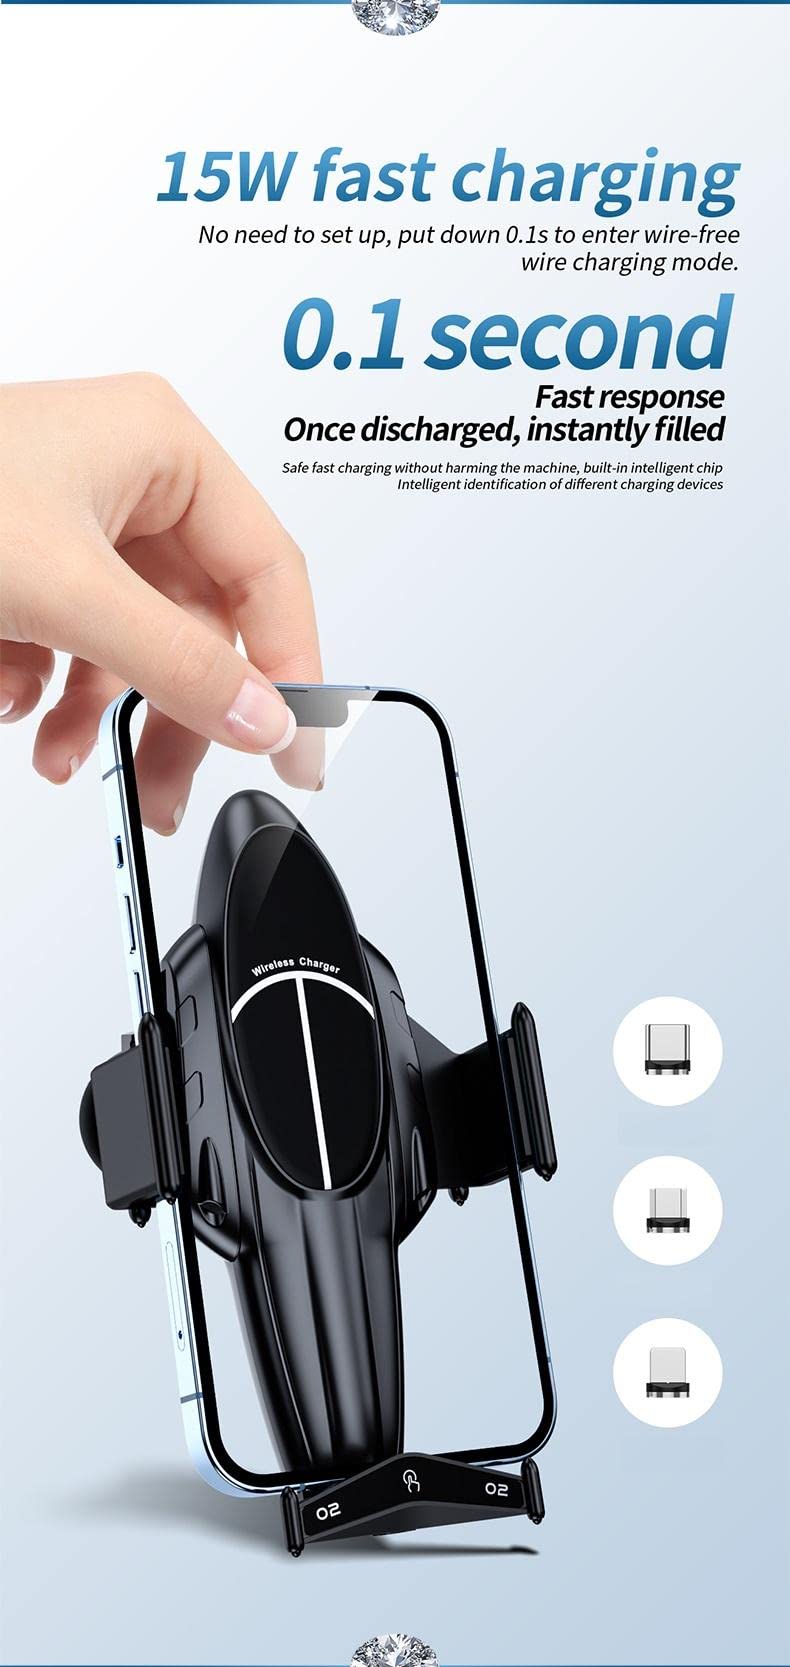 15W fast charging
No need to set up, put down 0.1s to enter wire-free
wire charging mode.
0.1 second
Fast response
Once discharged, instantly filled
Safe fast charging without harming the machine, built-in intelligent chip
Intelligent identification of different charging devices
Wireless Charger
02 02